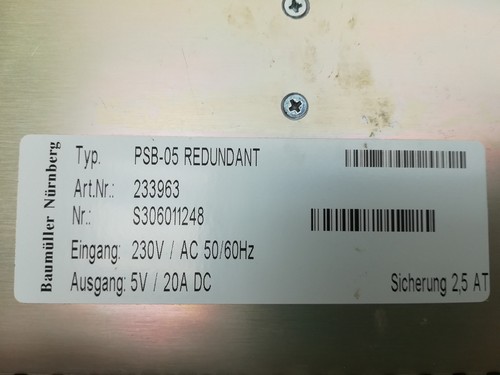 Baumüller Nürnberg
Typ. PSB-05 REDUNDANT
Art.Nr.: 233963
Nr.: S306011248
Eingang: 230V / AC 50/60Hz
Ausgang: 5V / 20A DC
Sicherung 2,5 AT